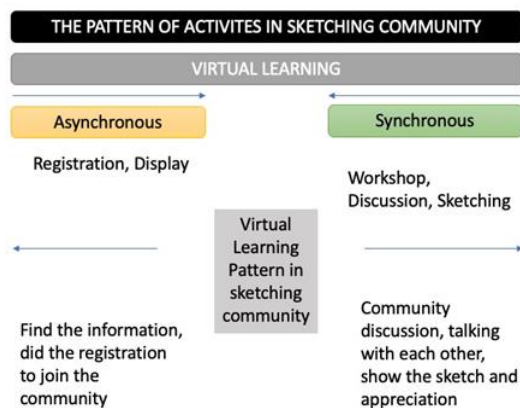 THE PATTERN OF ACTIVITES IN SKETCHING COMMUNITY
VIRTUAL LEARNING
Asynchronous
Synchronous
Registration, Display
Workshop,
Discussion, Sketching
Virtual
Learning
Pattern in
sketching
community
Find the information,
did the registration
to join the
community
Community
discussion, talking
with each other,
show the sketch and
appreciation